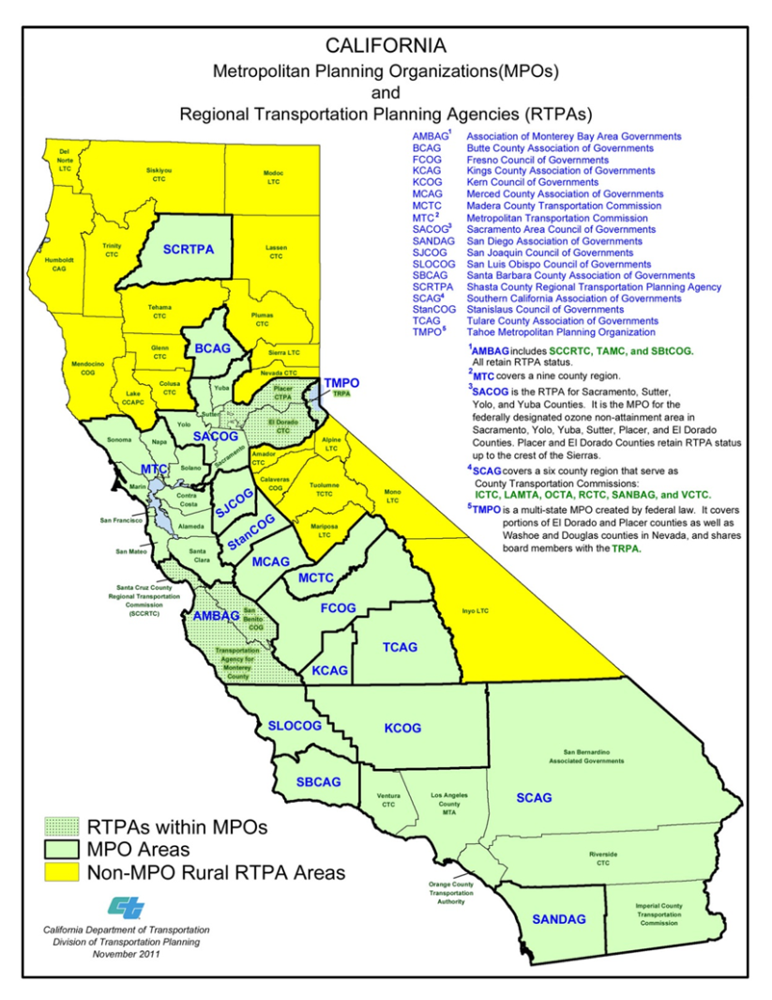 CALIFORNIA
Metropolitan Planning Organizations(MPOs)
and
Regional Transportation Planning Agencies (RTPAs)
AMBAG1 Association of Monterey Bay Area Governments
BCAG Butte County Association of Governments
FCOG Fresno Council of Governments
KCAG Kings County Association of Governments
KCOG Kern Council of Governments
MCAG Merced County Association of Governments
MCTC Madera County Transportation Commission
MTC2 Metropolitan Transportation Commission
SACOG3 Sacramento Area Council of Governments
SANDAG San Diego Association of Governments
SJCOG San Joaquin Council of Governments
SLOCOG San Luis Obispo Council of Governments
SBCAG Santa Barbara County Association of Governments
SCRTPA Shasta County Regional Transportation Planning Agency
SCAG4 Southern California Association of Governments
StanCOG Stanislaus Council of Governments
TCAG Tulare County Association of Governments
TMPO5 Tahoe Metropolitan Planning Organization
1AMBAG includes SCCRTC, TAMC, and SBtCOG.
All retain RTPA status.
2MTC covers a nine county region.
3SACOG is the RTPA for Sacramento, Sutter,
Yolo, and Yuba Counties. It is the MPO for the
federally designated ozone non-attainment area in
Sacramento, Yolo, Yuba, Sutter, Placer, and El Dorado
Counties. Placer and El Dorado Counties retain RTPA status
up to the crest of the Sierras.
4SCAG covers a six county region that serve as
County Transportation Commissions:
ICTC, LAMTA, OCTA, RCTC, SANBAG, and VCTC.
5TMPO is a multi-state MPO created by federal law. It covers
portions of El Dorado and Placer counties as well as
Washoe and Douglas counties in Nevada, and shares
board members with the TRPA.
Del
Norte
LTC
Siskiyou
CTC
Modoc
LTC
Humboldt
CAG
Trinity
CTC
SCRTPA
Lassen
CTC
Tehama
CTC
Plumas
CTC
Mendocino
COG
Glenn
CTC
BCAG
Sierra LTC
Nevada CTC
Lake
CCAPC
Colusa
CTC
Yuba
Sutter
Placer
CTPA
TMPO
TRPA
El Dorado
CTC
Yolo
SACOG
Sacramento
Sonoma
Napa
Solano
MTC
Marin
Contra
Costa
San Francisco
Alameda
San Mateo
Santa
Clara
Amador
CTC
Alpine
LTC
Calaveras
COG
Tuolumne
TCTC
Mono
LTC
Mariposa
LTC
SJCOG
StanCOG
MCAG
MCTC
FCOG
Santa Cruz County
Regional Transportation
Commission
(SCCRTC)
AMBAG
San
Benito
COG
Transportation
Agency for
Monterey
County
Inyo LTC
TCAG
KCAG
SLOCOG
KCOG
SBCAG
San Bernardino
Associated Governments
Ventura
CTC
Los Angeles
County
MTA
SCAG
Riverside
CTC
Orange County
Transportation
Authority
SANDAG
Imperial County
Transportation
Commission
RTPAs within MPOs
MPO Areas
Non-MPO Rural RTPA Areas
ct
California Department of Transportation
Division of Transportation Planning
November 2011